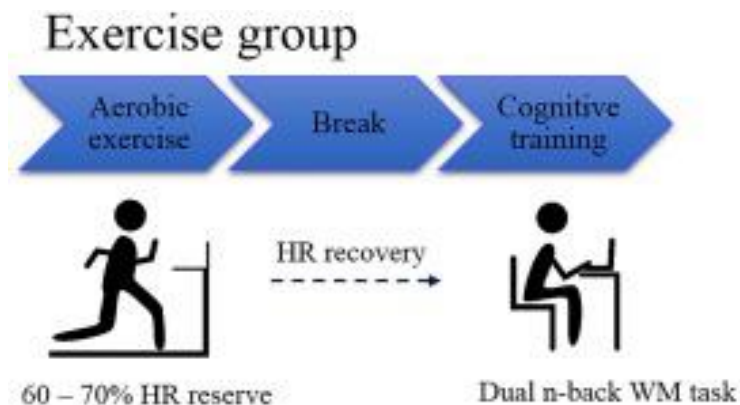 Exercise group
Aerobic
exercise
Break
Cognitive
training
HR recovery
60 – 70% HR reserve
Dual n-back WM task